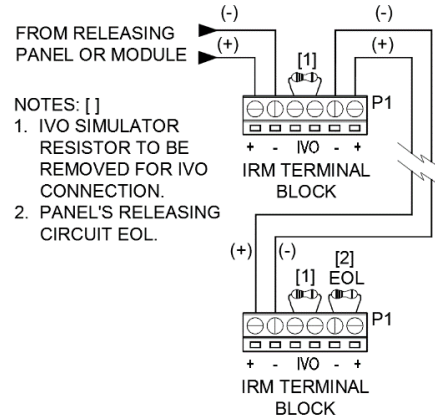 (-)
(-)
FROM RELEASING
PANEL OR MODULE
(+)
(+)
[1]
P1
+ - IVO - +
IRM TERMINAL
BLOCK
NOTES: [ ]
1. IVO SIMULATOR
RESISTOR TO BE
REMOVED FOR IVO
CONNECTION.
2. PANEL'S RELEASING
CIRCUIT EOL.
(+)
(-)
[1]
[2]
EOL
P1
+ - IVO - +
IRM TERMINAL
BLOCK